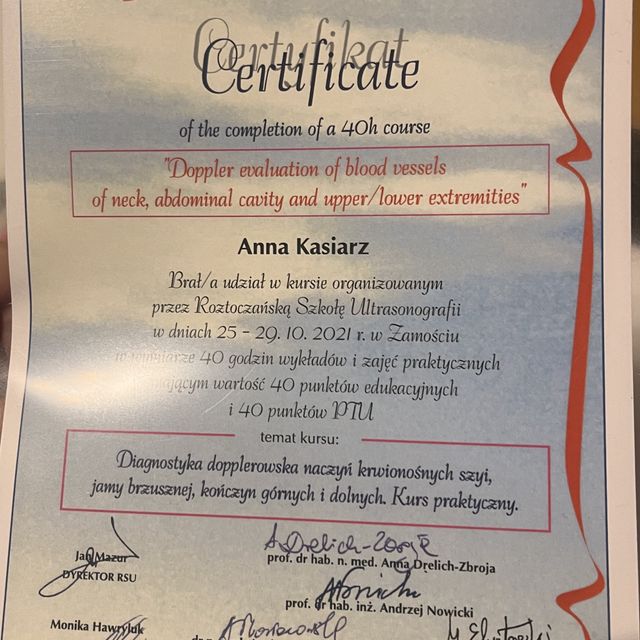 Certyfikat
Certificate
of the completion of a 40h course
"Doppler evaluation of blood vessels
of neck, abdominal cavity and upper/lower extremities"
Anna Kasiarz
Brał/a udział w kursie organizowanym
przez Roztoczańską Szkołę Ultrasonografii
w dniach 25 - 29. 10. 2021 r. w Zamościu
w wymiarze 40 godzin wykładów i zajęć praktycznych
mającym wartość 40 punktów edukacyjnych
i 40 punktów PTU
temat kursu:
Diagnostyka dopplerowska naczyń krwionośnych szyi,
jamy brzusznej, kończyn górnych i dolnych. Kurs praktyczny.
A Drelich-Zbroja
Jan Mazur
DYREKTOR RSU
prof. dr hab. n. med. Anna Drelich-Zbroja
prof. dr hab. inż. Andrzej Nowicki
Monika Hawryluk